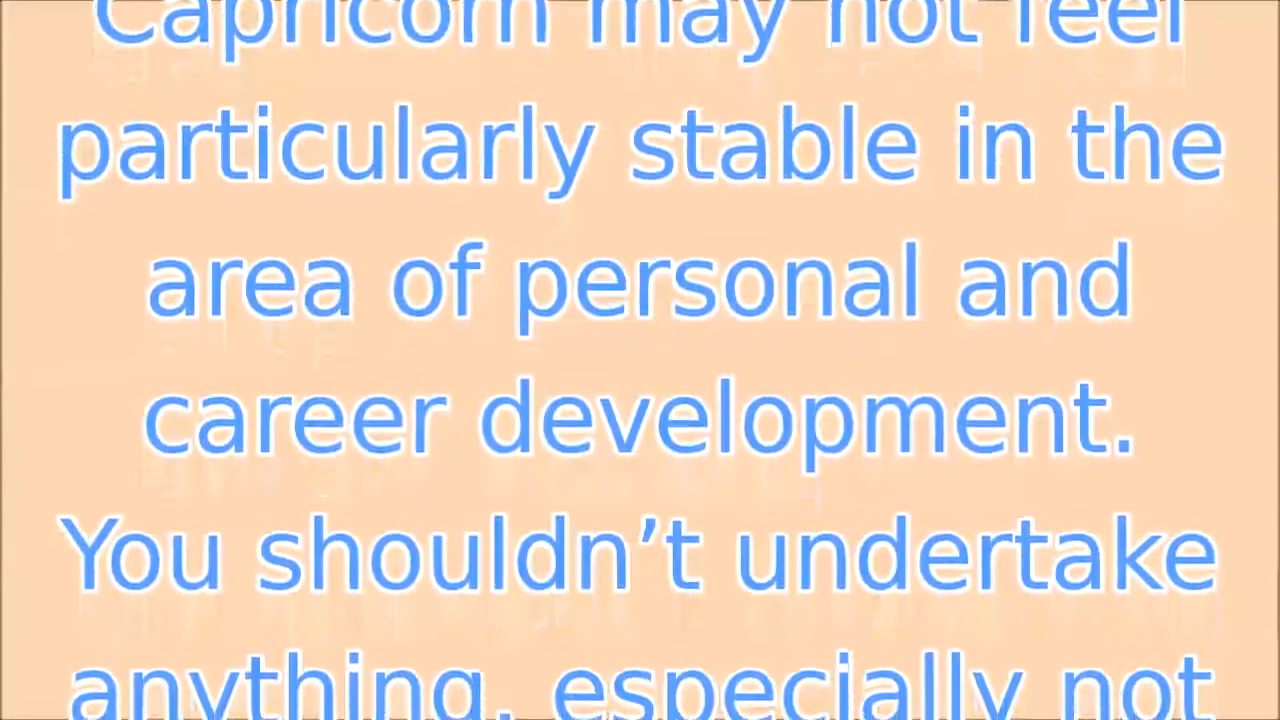 Capricorn may not feel
particularly stable in the
area of personal and
career development.
You shouldn’t undertake
anything, especially not